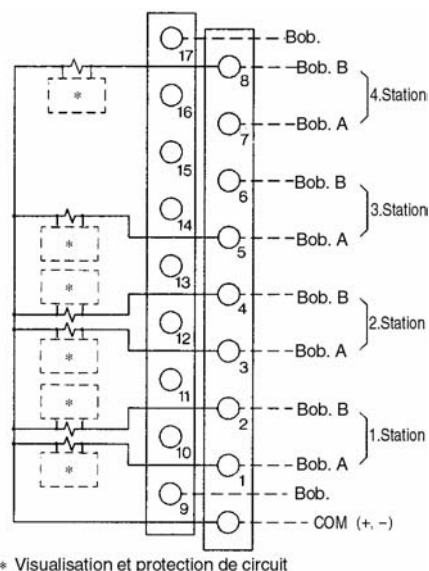 17
Bob.
8
Bob. B
4.Station
16
7
Bob. A
15
6
Bob. B
3.Station
14
5
Bob. A
13
4
Bob. B
2.Station
12
3
Bob. A
11
2
Bob. B
1.Station
10
1
Bob. A
9
Bob.
COM (+, -)
*
*
*
*
*
*
* Visualisation et protection de circuit